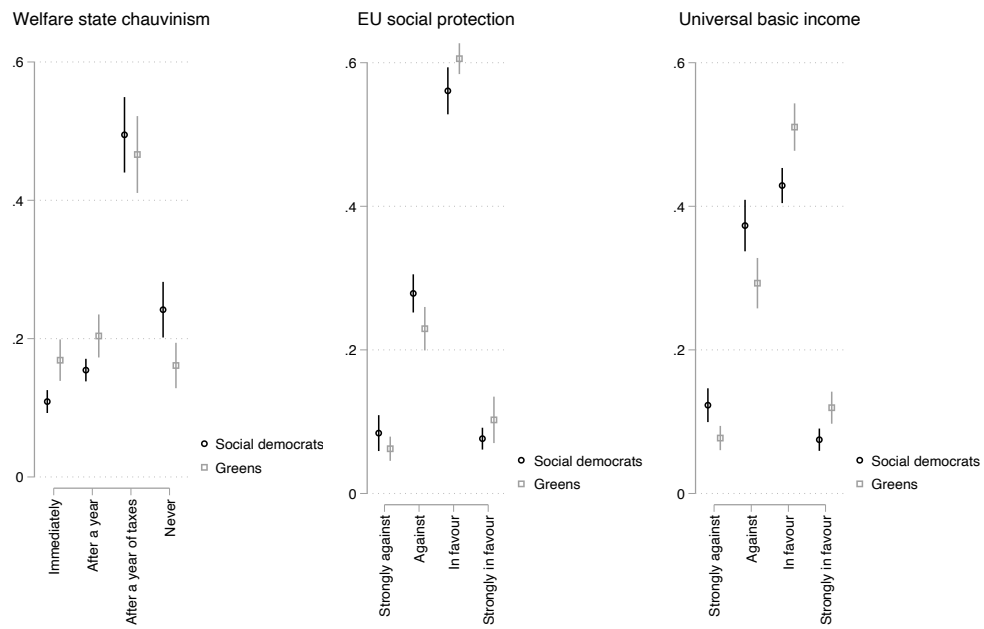 Welfare state chauvinism
.6
.4
.2
0
Immediately
After a year
After a year of taxes
Never
Social democrats
Greens
EU social protection
.6
.4
.2
0
Strongly against
Against
In favour
Strongly in favour
Social democrats
Greens
Universal basic income
.6
.4
.2
0
Strongly against
Against
In favour
Strongly in favour
Social democrats
Greens